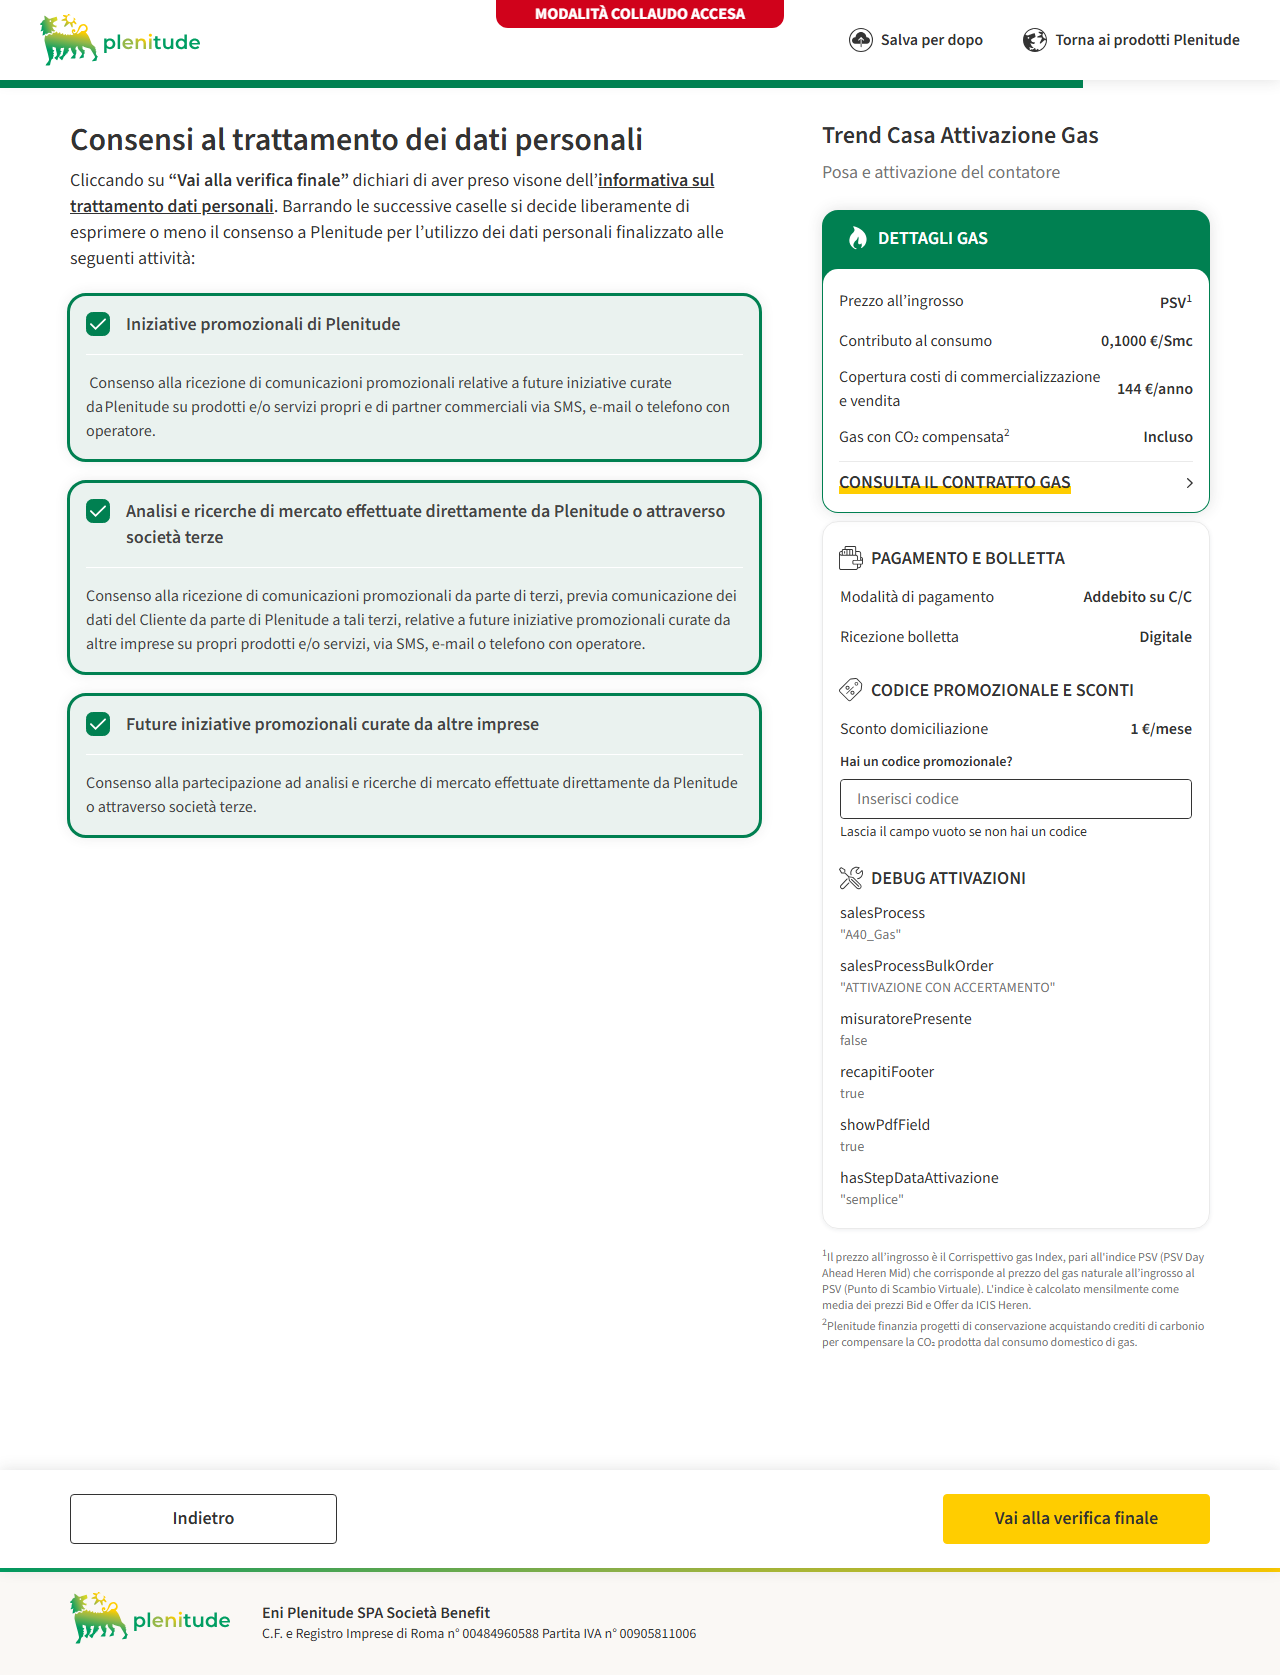 MODALITÀ COLLAUDO ACCESA
plenitude
Salva per dopo
Torna ai prodotti Plenitude
Consensi al trattamento dei dati personali
Cliccando su “Vai alla verifica finale” dichiari di aver preso visone dell’informativa sul
trattamento dati personali. Barrando le successive caselle si decide liberamente di
esprimere o meno il consenso a Plenitude per l’utilizzo dei dati personali finalizzato alle
seguenti attività:
Iniziative promozionali di Plenitude
Consenso alla ricezione di comunicazioni promozionali relative a future iniziative curate
da Plenitude su prodotti e/o servizi propri e di partner commerciali via SMS, e-mail o telefono con
operatore.
Analisi e ricerche di mercato effettuate direttamente da Plenitude o attraverso
società terze
Consenso alla ricezione di comunicazioni promozionali da parte di terzi, previa comunicazione dei
dati del Cliente da parte di Plenitude a tali terzi, relative a future iniziative promozionali curate da
altre imprese su propri prodotti e/o servizi, via SMS, e-mail o telefono con operatore.
Future iniziative promozionali curate da altre imprese
Consenso alla partecipazione ad analisi e ricerche di mercato effettuate direttamente da Plenitude
o attraverso società terze.
Trend Casa Attivazione Gas
Posa e attivazione del contatore
DETTAGLI GAS
Prezzo all’ingrosso PSV¹
Contributo al consumo 0,1000 €/Smc
Copertura costi di commercializzazione
e vendita 144 €/anno
Gas con CO₂ compensata² Incluso
CONSULTA IL CONTRATTO GAS
PAGAMENTO E BOLLETTA
Modalità di pagamento Addebito su C/C
Ricezione bolletta Digitale
CODICE PROMOZIONALE E SCONTI
Sconto domiciliazione 1 €/mese
Hai un codice promozionale?
Inserisci codice
Lascia il campo vuoto se non hai un codice
DEBUG ATTIVAZIONI
salesProcess
"A40_Gas"
salesProcessBulkOrder
"ATTIVAZIONE CON ACCERTAMENTO"
misuratorePresente
false
recapitiFooter
true
showPdfField
true
hasStepDataAttivazione
"semplice"
¹Il prezzo all’ingrosso è il Corrispettivo gas Index, pari all'indice PSV (PSV Day
Ahead Heren Mid) che corrisponde al prezzo del gas naturale all’ingrosso al
PSV (Punto di Scambio Virtuale). L'indice è calcolato mensilmente come
media dei prezzi Bid e Offer da ICIS Heren.
²Plenitude finanzia progetti di conservazione acquistando crediti di carbonio
per compensare la CO₂ prodotta dal consumo domestico di gas.
Indietro
Vai alla verifica finale
plenitude
Eni Plenitude SPA Società Benefit
C.F. e Registro Imprese di Roma n° 00484960588 Partita IVA n° 00905811006